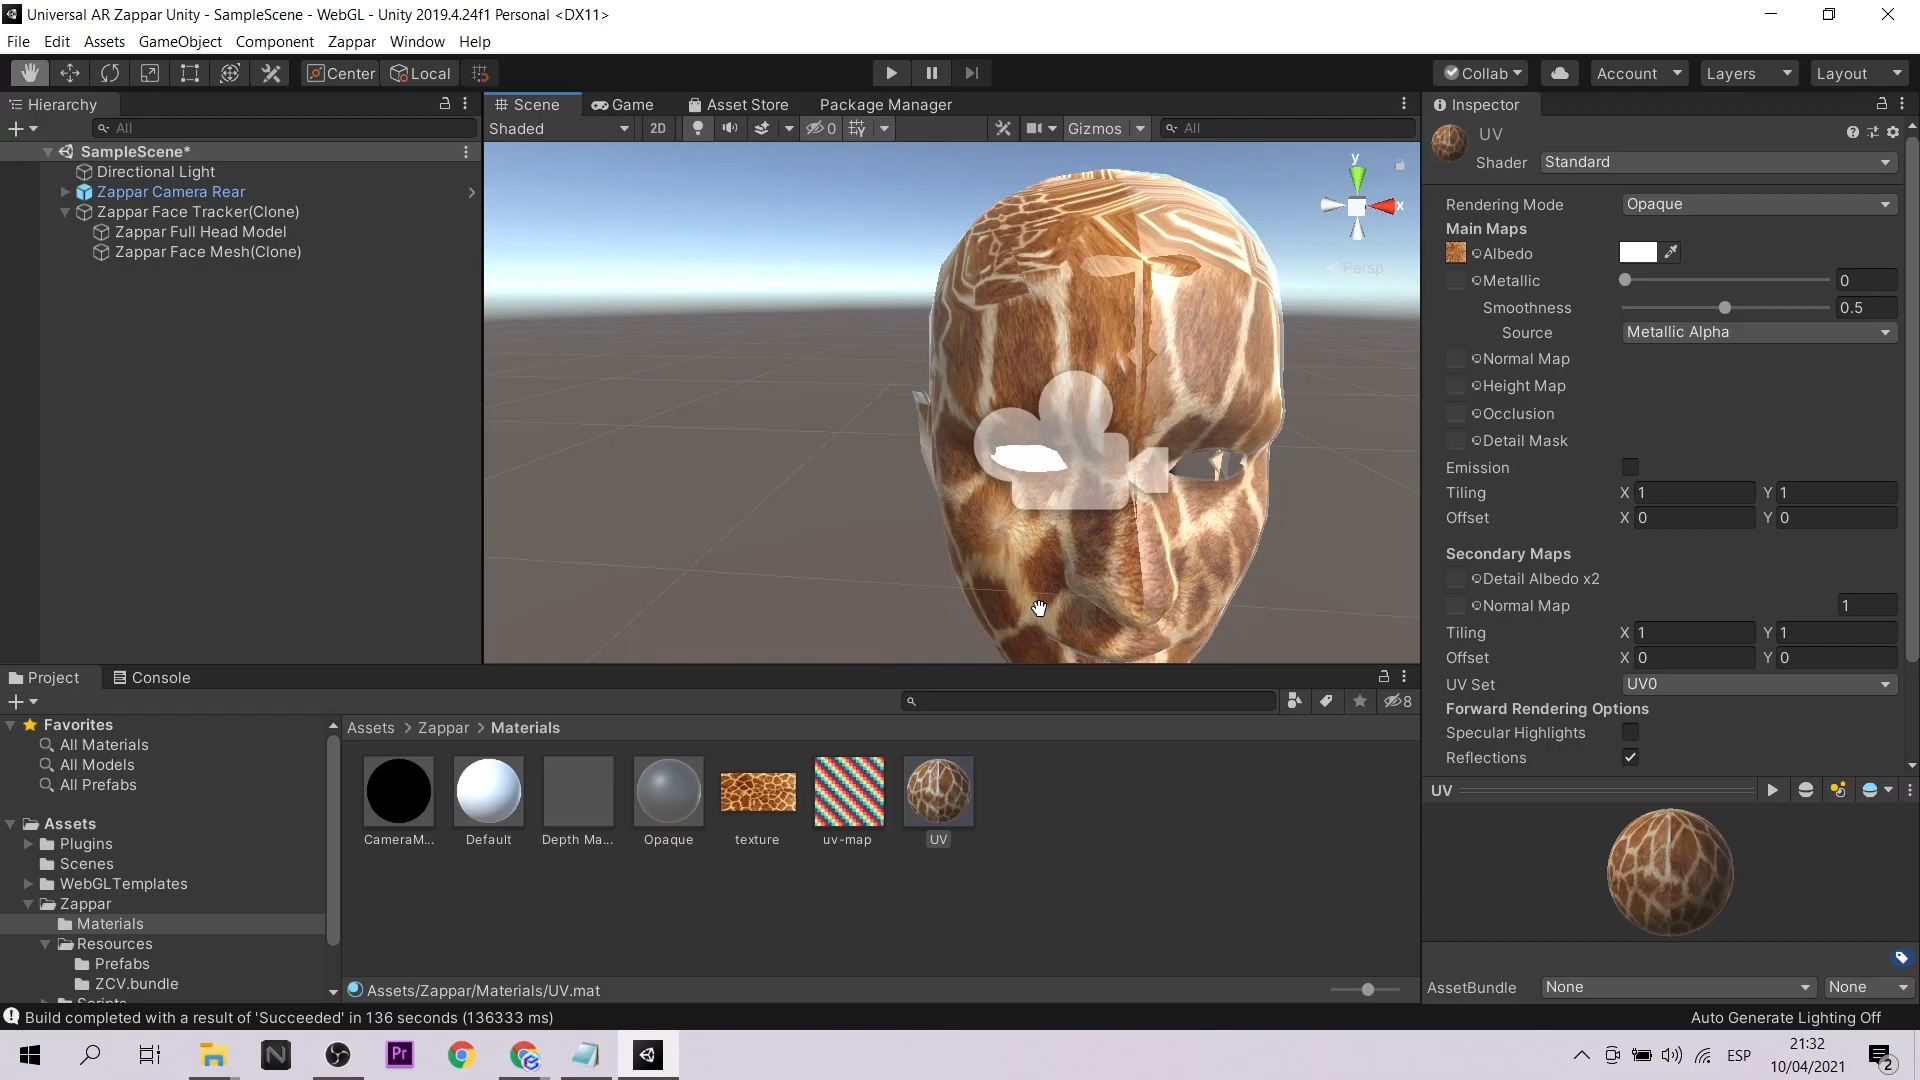 Universal AR Zappar Unity - SampleScene - WebGL - Unity 2019.4.24f1 Personal <DX11>
File Edit Assets GameObject Component Zappar Window Help
Center Local Collab Account Layers Layout
Hierarchy
All
SampleScene*
Directional Light
Zappar Camera Rear
Zappar Face Tracker(Clone)
Zappar Full Head Model
Zappar Face Mesh(Clone)
Scene Game Asset Store Package Manager
Shaded 2D 0 Gizmos All
y
x
Persp
Inspector
UV
Shader Standard
Rendering Mode Opaque
Main Maps
Albedo
Metallic 0
Smoothness 0.5
Source Metallic Alpha
Normal Map
Height Map
Occlusion
Detail Mask
Emission
Tiling X 1 Y 1
Offset X 0 Y 0
Secondary Maps
Detail Albedo x2
Normal Map 1
Tiling X 1 Y 1
Offset X 0 Y 0
UV Set UV0
Forward Rendering Options
Specular Highlights
Reflections
Project Console
8
Favorites
All Materials
All Models
All Prefabs
Assets
Plugins
Scenes
WebGLTemplates
Zappar
Materials
Resources
Prefabs
ZCV.bundle
Scripts
Assets > Zappar > Materials
CameraM... Default Depth Ma... Opaque texture uv-map UV
Assets/Zappar/Materials/UV.mat
UV
AssetBundle None None
Build completed with a result of 'Succeeded' in 136 seconds (136333 ms)
Auto Generate Lighting Off
N
Pr
ESP
21:32
10/04/2021
2